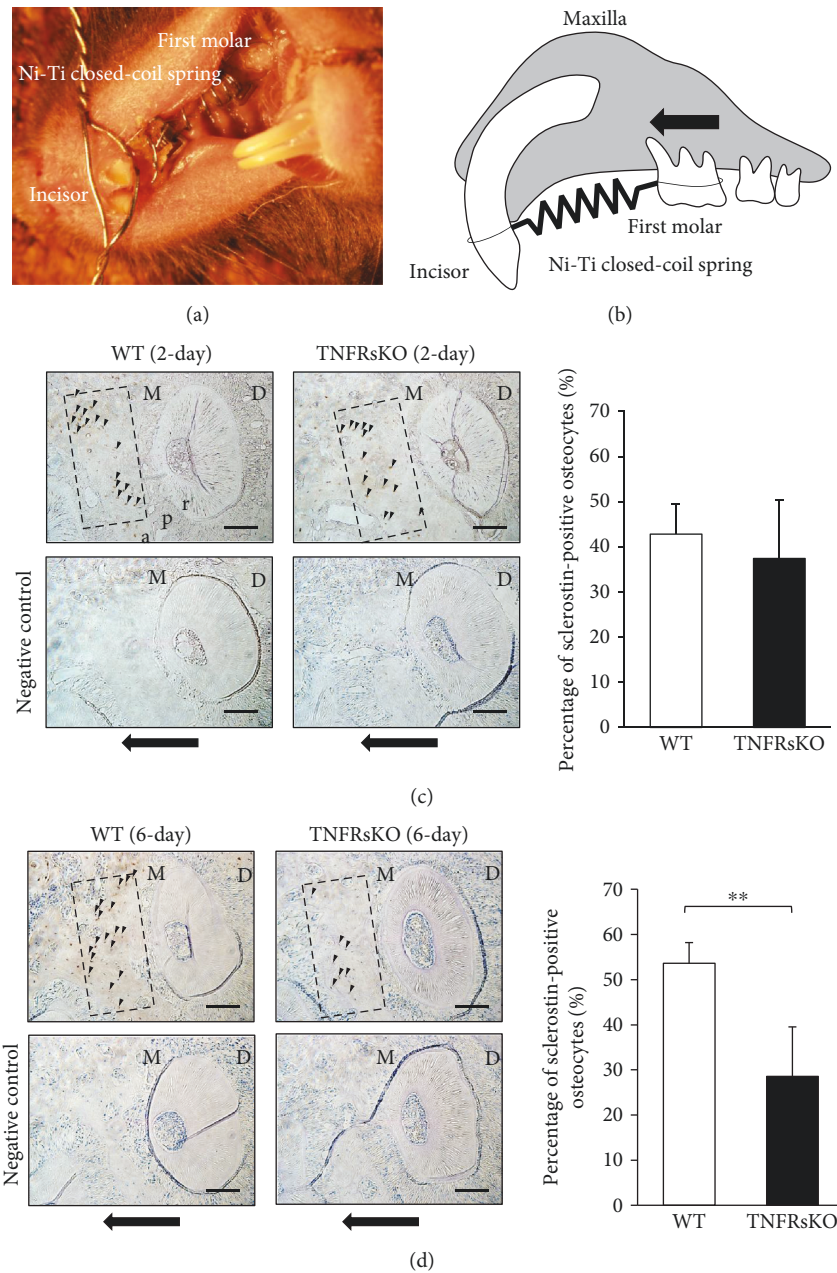 First molar
Ni-Ti closed-coil spring
Incisor
(a)
Maxilla
First molar
Incisor
Ni-Ti closed-coil spring
(b)
WT (2-day)
TNFRsKO (2-day)
M
D
r
p
a
M
D
Negative control
M
D
M
D
Percentage of sclerostin-positive osteocytes (%)
70
60
50
40
30
20
10
0
WT
TNFRsKO
(c)
WT (6-day)
TNFRsKO (6-day)
M
D
M
D
Negative control
M
D
M
D
Percentage of sclerostin-positive
osteocytes (%)
70
60
50
40
30
20
10
0
**
WT
TNFRsKO
(d)